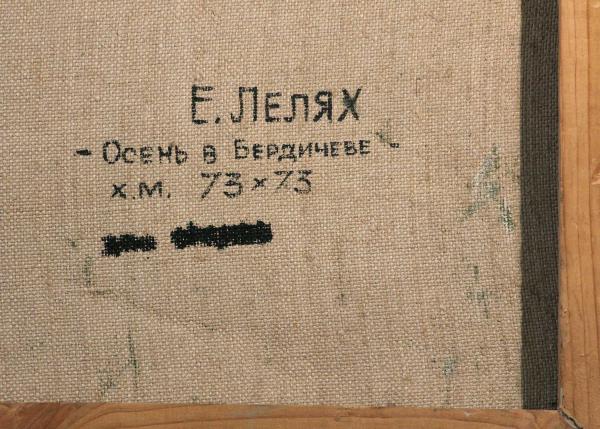 Е. Лелях
- Осень в Бердичеве -
х.м. 73×73